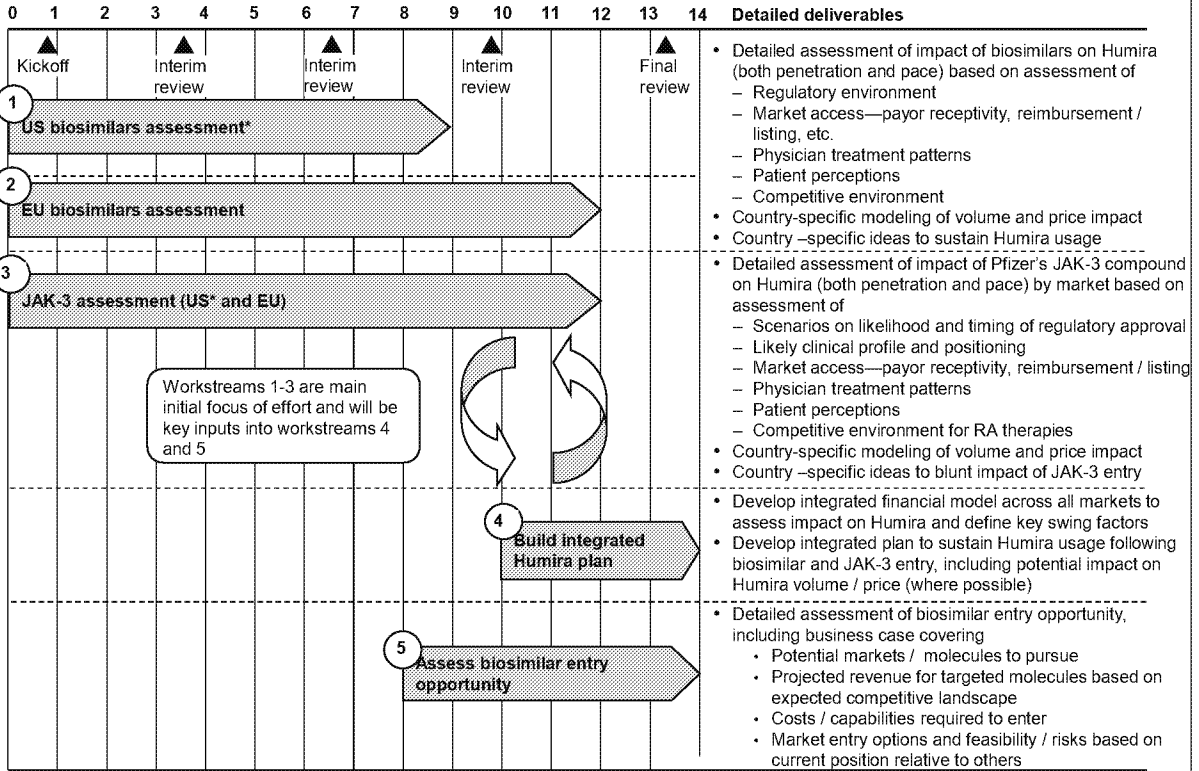 0 1 2 3 4 5 6 7 8 9 10 11 12 13 14 Detailed deliverables
Kickoff
Interim
review
Interim
review
Interim
review
Final
review
1
US biosimilars assessment*
2
EU biosimilars assessment
3
JAK-3 assessment (US* and EU)
Workstreams 1-3 are main
initial focus of effort and will be
key inputs into workstreams 4
and 5
4
Build integrated
Humira plan
5
Assess biosimilar entry
opportunity
• Detailed assessment of impact of biosimilars on Humira
(both penetration and pace) based on assessment of
– Regulatory environment
– Market access—payor receptivity, reimbursement /
listing, etc.
– Physician treatment patterns
– Patient perceptions
– Competitive environment
• Country-specific modeling of volume and price impact
• Country –specific ideas to sustain Humira usage
• Detailed assessment of impact of Pfizer's JAK-3 compound
on Humira (both penetration and pace) by market based on
assessment of
– Scenarios on likelihood and timing of regulatory approval
– Likely clinical profile and positioning
– Market access—payor receptivity, reimbursement / listing
– Physician treatment patterns
– Patient perceptions
– Competitive environment for RA therapies
• Country-specific modeling of volume and price impact
• Country –specific ideas to blunt impact of JAK-3 entry
• Develop integrated financial model across all markets to
assess impact on Humira and define key swing factors
• Develop integrated plan to sustain Humira usage following
biosimilar and JAK-3 entry, including potential impact on
Humira volume / price (where possible)
• Detailed assessment of biosimilar entry opportunity,
including business case covering
• Potential markets / molecules to pursue
• Projected revenue for targeted molecules based on
expected competitive landscape
• Costs / capabilities required to enter
• Market entry options and feasibility / risks based on
current position relative to others